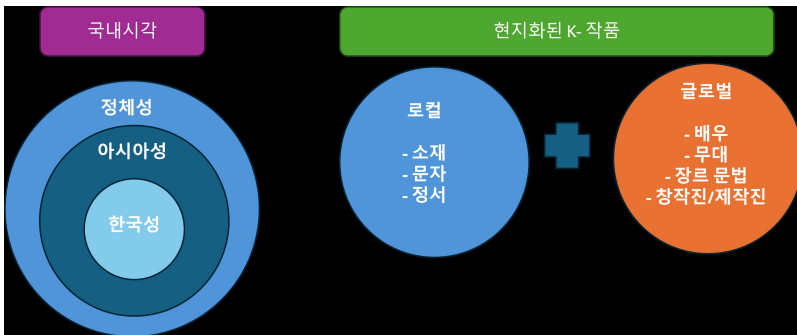 국내시각
정체성
아시아성
한국성
현지화된 K- 작품
로컬
- 소재
- 문자
- 정서
글로벌
- 배우
- 무대
- 장르 문법
- 창작진/제작진